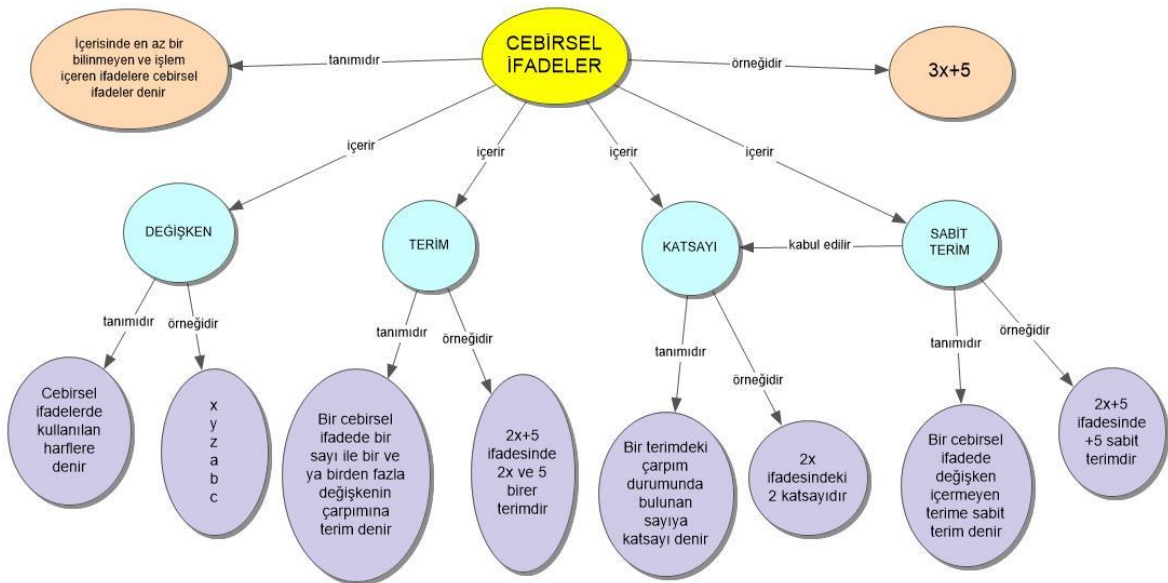 CEBİRSEL
İFADELER
tanımıdır
İçerisinde en az bir
bilinmeyen ve işlem
içeren ifadelere cebirsel
ifadeler denir
örneğidir
3x+5
içerir
içerir
içerir
içerir
DEĞİŞKEN
TERİM
KATSAYI
kabul edilir
SABİT
TERİM
tanımıdır
örneğidir
tanımıdır
örneğidir
tanımıdır
örneğidir
tanımıdır
örneğidir
Cebirsel
ifadelerde
kullanılan
harflere
denir
x
y
z
a
b
c
Bir cebirsel
ifadede bir
sayı ile bir ve
ya birden fazla
değişkenin
çarpımına
terim denir
2x+5
ifadesinde
2x ve 5
birer
terimdir
Bir terimdeki
çarpım
durumunda
bulunan
sayıya
katsayı denir
2x
ifadesindeki
2 katsayıdır
Bir cebirsel
ifadede
değişken
içermeyen
terime sabit
terim denir
2x+5
ifadesinde
+5 sabit
terimdir